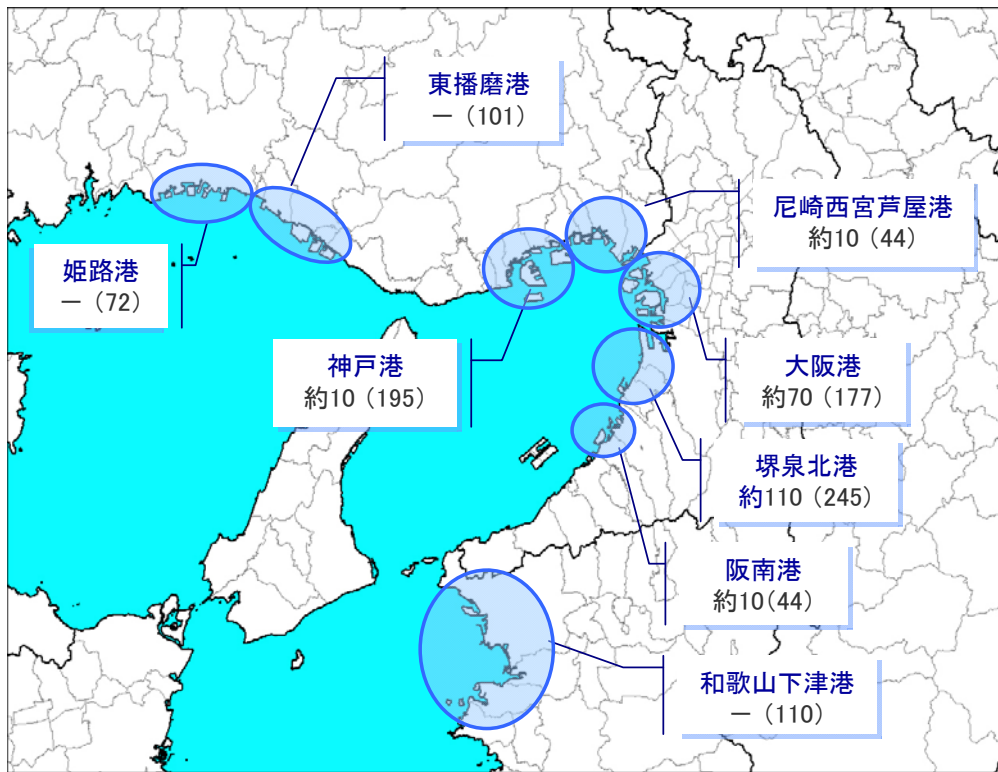 東播磨港
－（101）
尼崎西宮芦屋港
約10（44）
姫路港
－（72）
神戸港
約10（195）
大阪港
約70（177）
堺泉北港
約110（245）
阪南港
約10（44）
和歌山下津港
－（110）